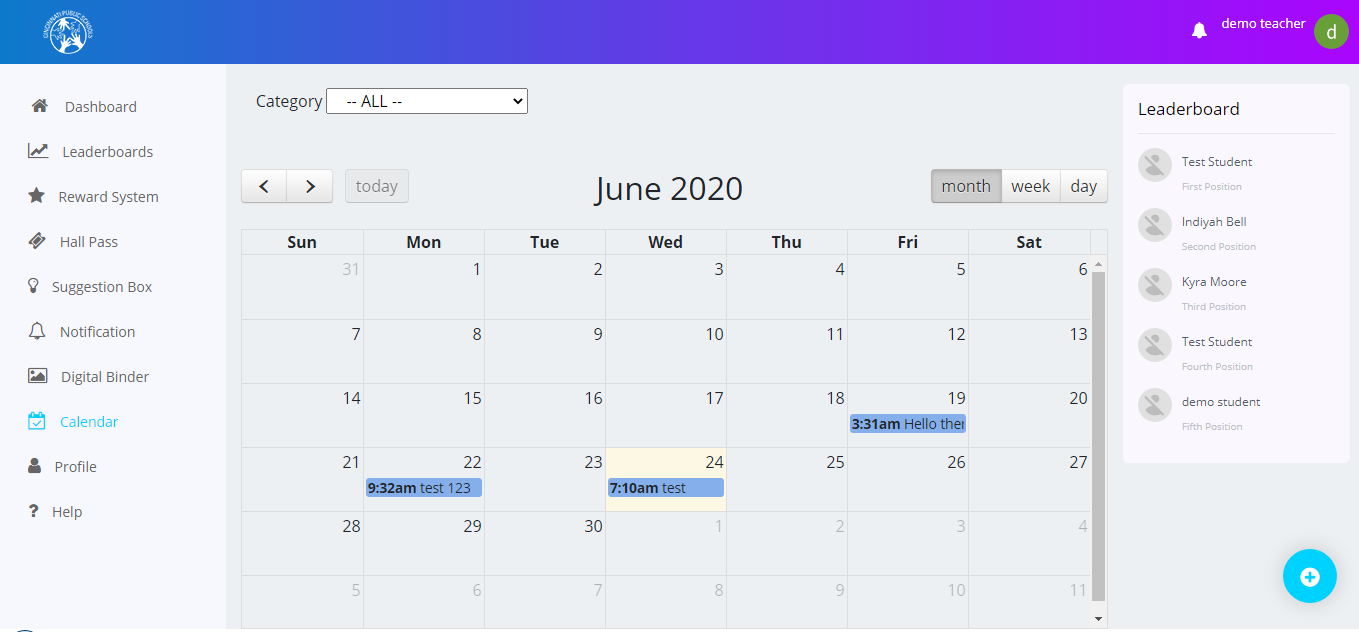 CINCINNATI PUBLIC SCHOOLS
demo teacher
d
Dashboard
Leaderboards
Reward System
Hall Pass
Suggestion Box
Notification
Digital Binder
Calendar
Profile
? Help
Category -- ALL --
today
June 2020
month week day
Sun Mon Tue Wed Thu Fri Sat
31 1 2 3 4 5 6
7 8 9 10 11 12 13
14 15 16 17 18 19 20
3:31am Hello ther
21 22 23 24 25 26 27
9:32am test 123 7:10am test
28 29 30 1 2 3 4
5 6 7 8 9 10 11
Leaderboard
Test Student
First Position
Indiyah Bell
Second Position
Kyra Moore
Third Position
Test Student
Fourth Position
demo student
Fifth Position